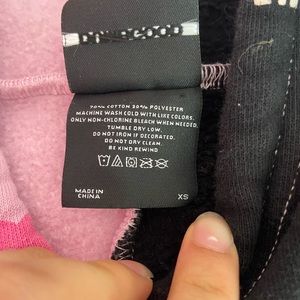 70% COTTON 30% POLYESTER
MACHINE WASH COLD WITH LIKE COLORS.
ONLY NON-CHLORINE BLEACH WHEN NEEDED.
TUMBLE DRY LOW.
DO NOT IRON IF DECORATED.
DO NOT DRY CLEAN.
BE KIND REWIND
MADE IN
CHINA
XS